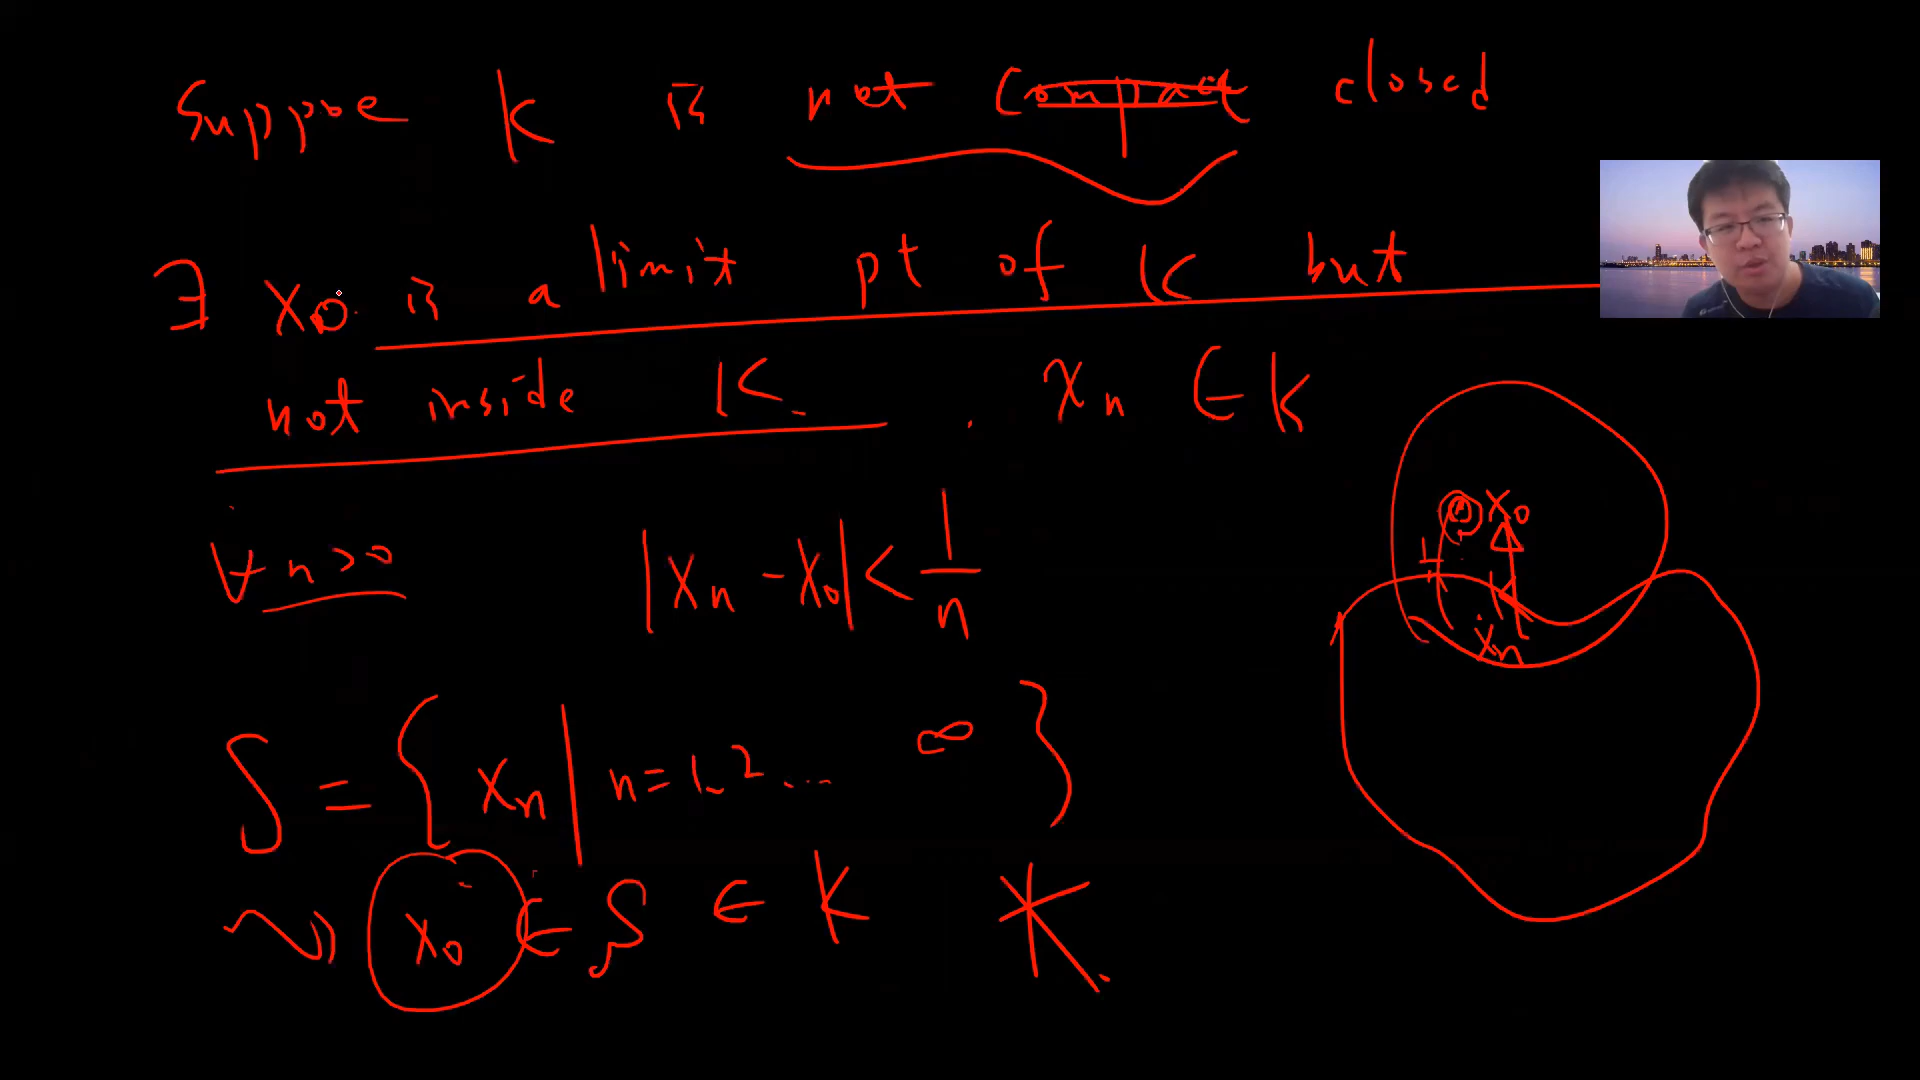 Suppose K is not compact closed
∃ x₀ is a limit pt of K but
not inside K. xₙ ∈ K
∀ n>0 |xₙ - x₀| < 1/n
S = { xₙ | n=1,2... ∞ }
x₀ ∈ S ∈ K
x₀
xₙ